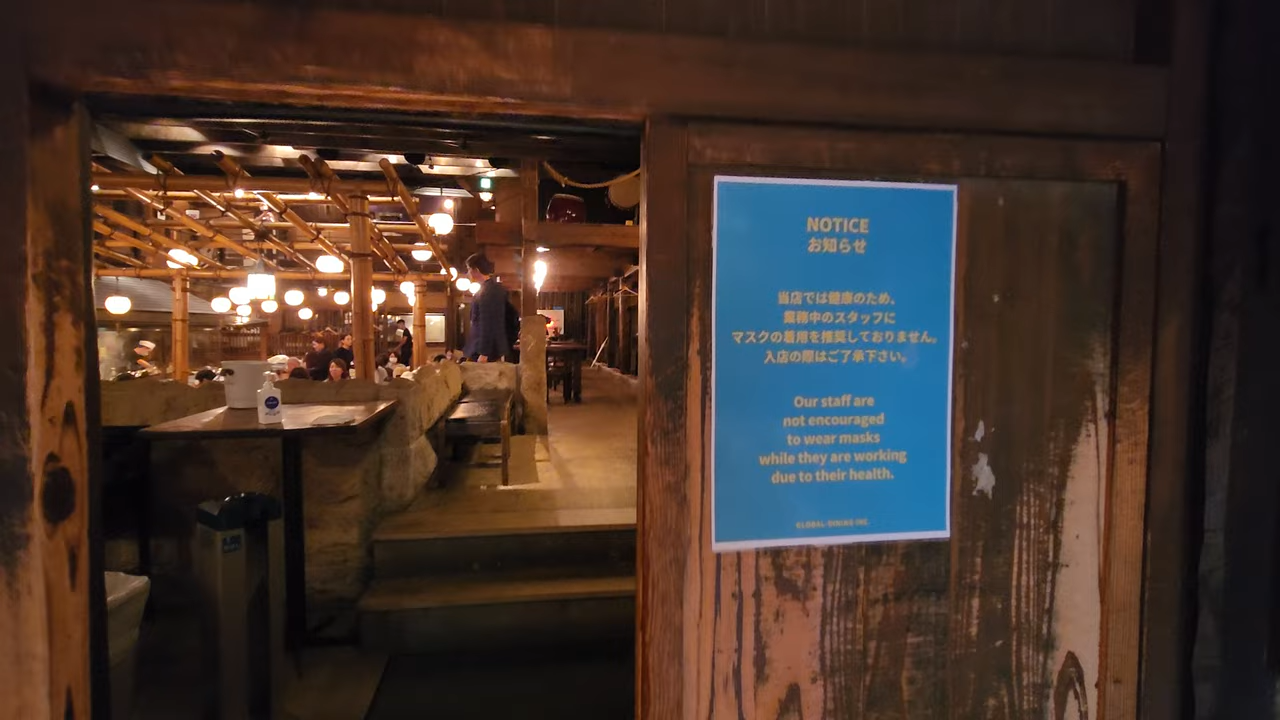 NOTICE
お知らせ
当店では健康のため、
業務中のスタッフに
マスクの着用を推奨しておりません。
入店の際はご了承下さい。
Our staff are
not encouraged
to wear masks
while they are working
due to their health.
GLOBAL-DINING INC.